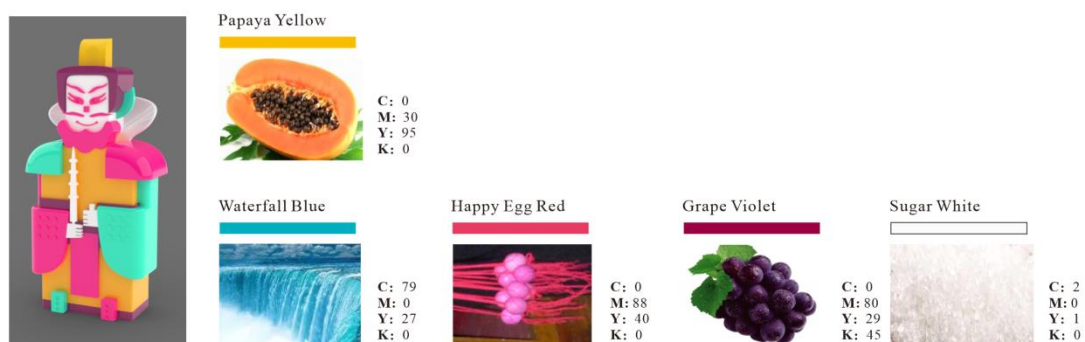 Papaya Yellow
C: 0
M: 30
Y: 95
K: 0
Waterfall Blue
C: 79
M: 0
Y: 27
K: 0
Happy Egg Red
C: 0
M: 88
Y: 40
K: 0
Grape Violet
C: 0
M: 80
Y: 29
K: 45
Sugar White
C: 2
M: 0
Y: 1
K: 0